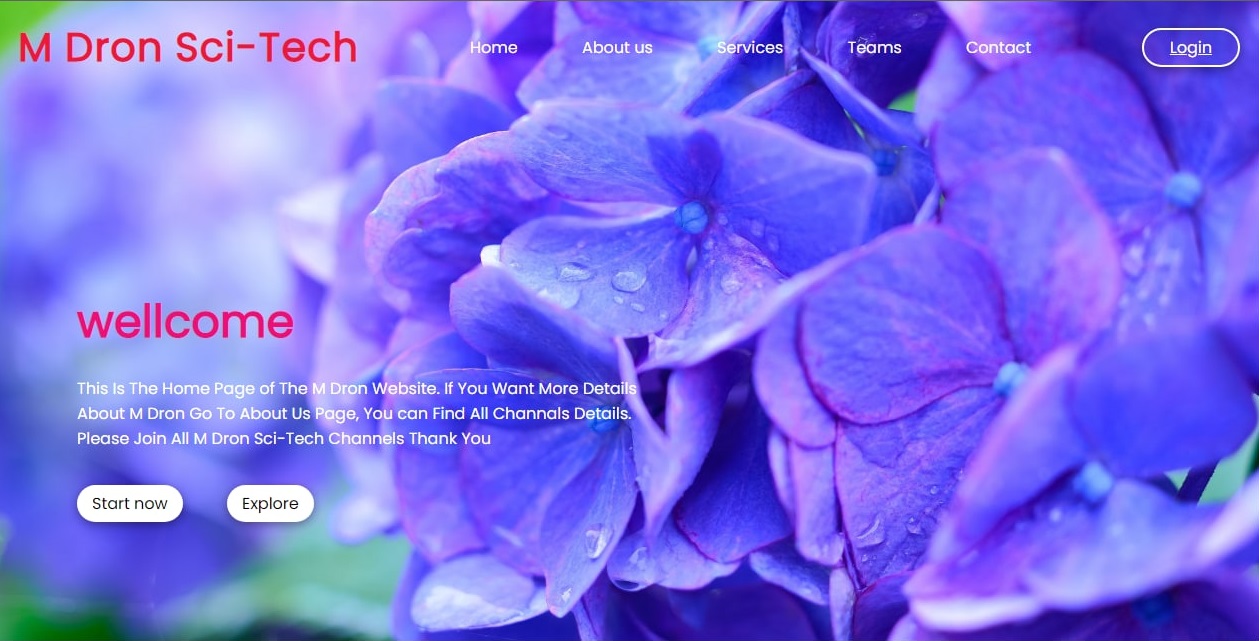 M Dron Sci-Tech
Home About us Services Teams Contact Login
wellcome
This Is The Home Page of The M Dron Website. If You Want More Details
About M Dron Go To About Us Page, You can Find All Channals Details.
Please Join All M Dron Sci-Tech Channels Thank You
Start now Explore